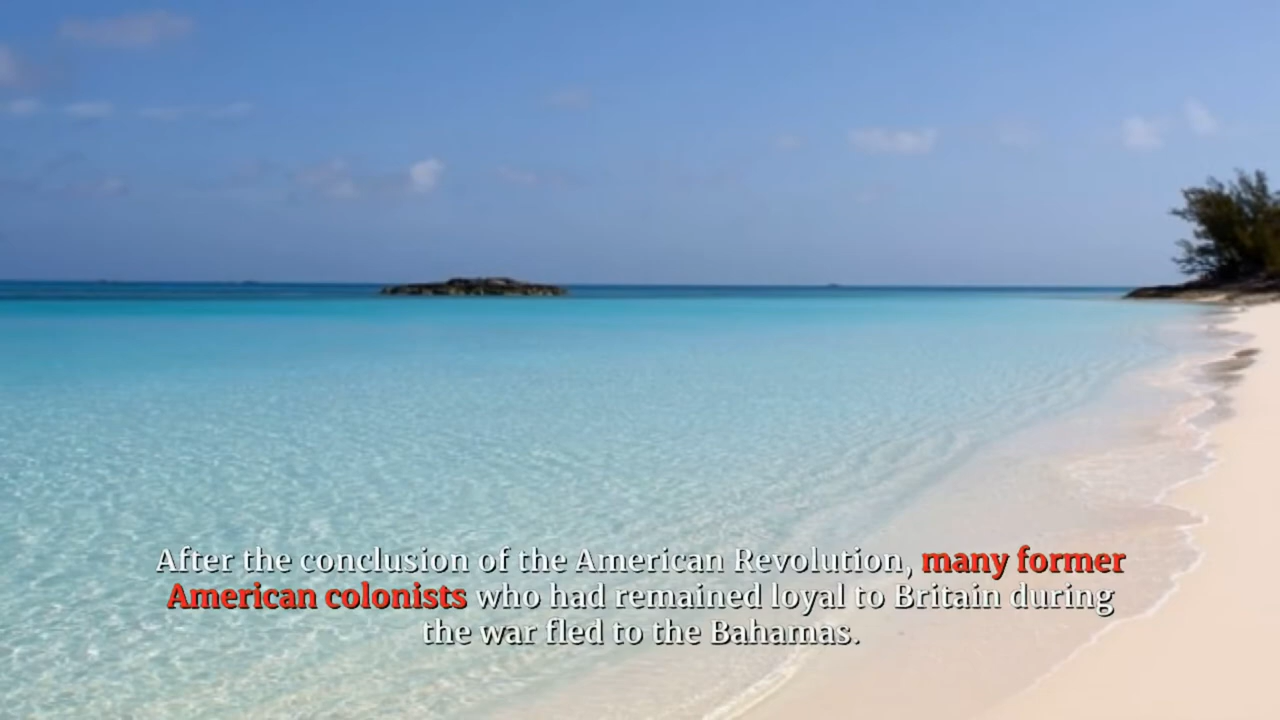 After the conclusion of the American Revolution, many former
American colonists who had remained loyal to Britain during
the war fled to the Bahamas.